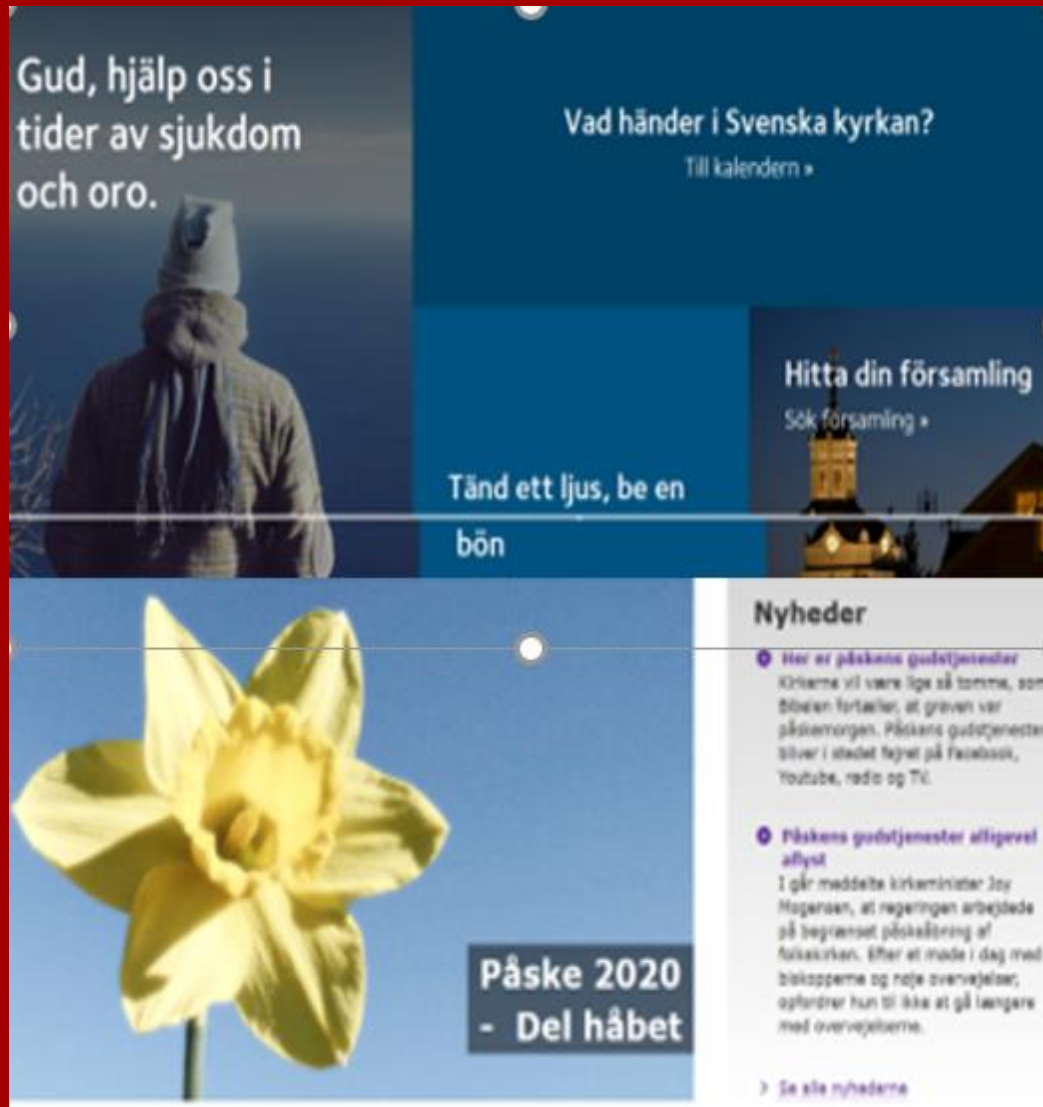 Gud, hjälp oss i
tider av sjukdom
och oro.
Vad händer i Svenska kyrkan?
Till kalendern »
Hitta din församling
Sök församling »
Tänd ett ljus, be en
bön
Påske 2020
- Del håbet
Nyheder
Her er påskens gudstjenester
Kirkerne vil være lige så tomme, som
Bibelen fortæller, at graven var
påskemorgen. Påskens gudstjenester
bliver i stedet fejret på Facebook,
Youtube, radio og TV.
Påskens gudstjenester alligevel
aflyst
I går meddelte kirkeminister Joy
Mogensen, at regeringen arbejdede
på begrænset påskeåbning af
folkekirken. Efter et møde i dag med
biskopperne og nøje overvejelser,
opfordrer hun til ikke at gå længere
med overvejelserne.
> Se alle nyhederne